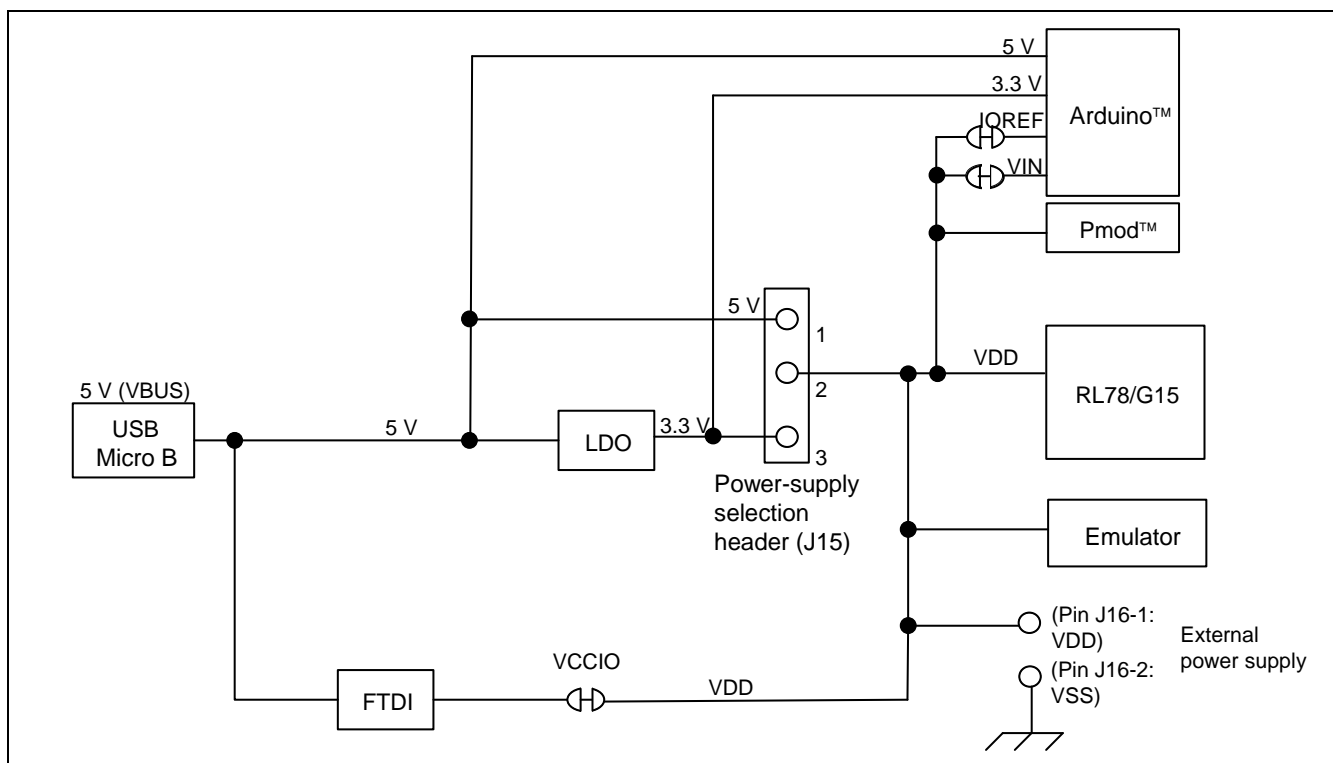 5 V
3.3 V
IOREF
VIN
Arduino™
Pmod™
5 V
1
2
3
VDD
RL78/G15
5 V (VBUS)
USB
Micro B
5 V
LDO
3.3 V
Power-supply
selection
header (J15)
Emulator
(Pin J16-1:
VDD)
(Pin J16-2:
VSS)
External
power supply
VCCIO
FTDI
VDD